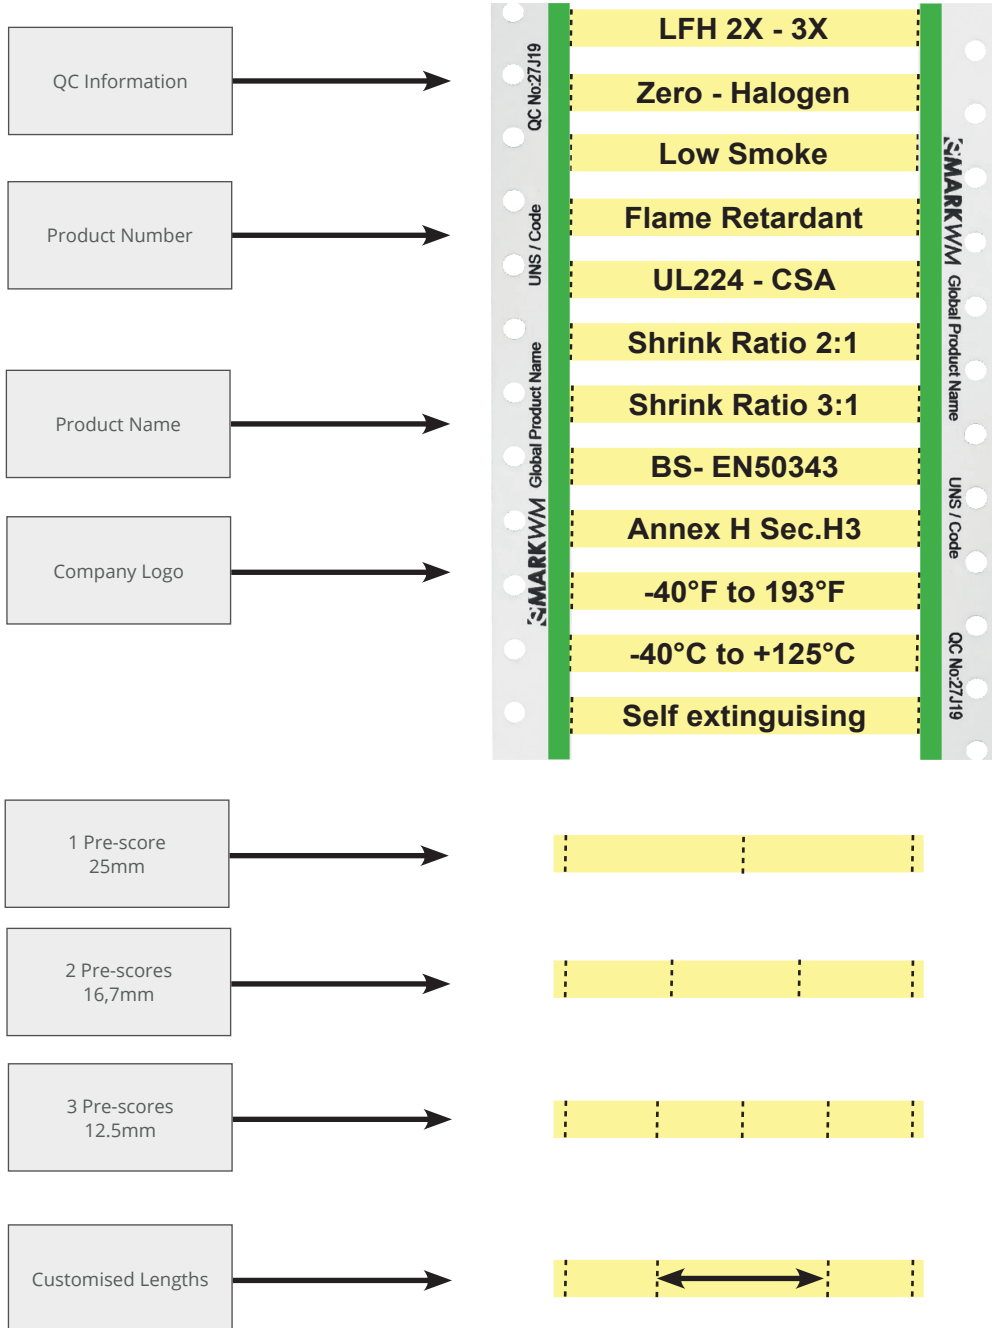 QC Information
Product Number
Product Name
Company Logo
QC No:27J19
UNS / Code
SMARKWM Global Product Name
LFH 2X - 3X
Zero - Halogen
Low Smoke
Flame Retardant
UL224 - CSA
Shrink Ratio 2:1
Shrink Ratio 3:1
BS- EN50343
Annex H Sec.H3
-40°F to 193°F
-40°C to +125°C
Self extinguising
SMARKWM Global Product Name
UNS / Code
QC No:27J19
1 Pre-score
25mm
2 Pre-scores
16,7mm
3 Pre-scores
12.5mm
Customised Lengths